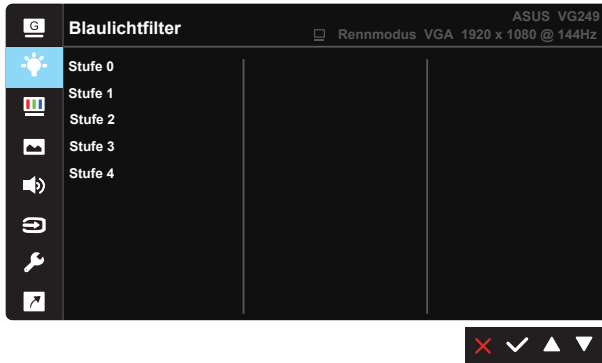 G
Blaulichtfilter
ASUS VG249
Rennmodus VGA 1920 x 1080 @ 144Hz
Stufe 0
Stufe 1
Stufe 2
Stufe 3
Stufe 4